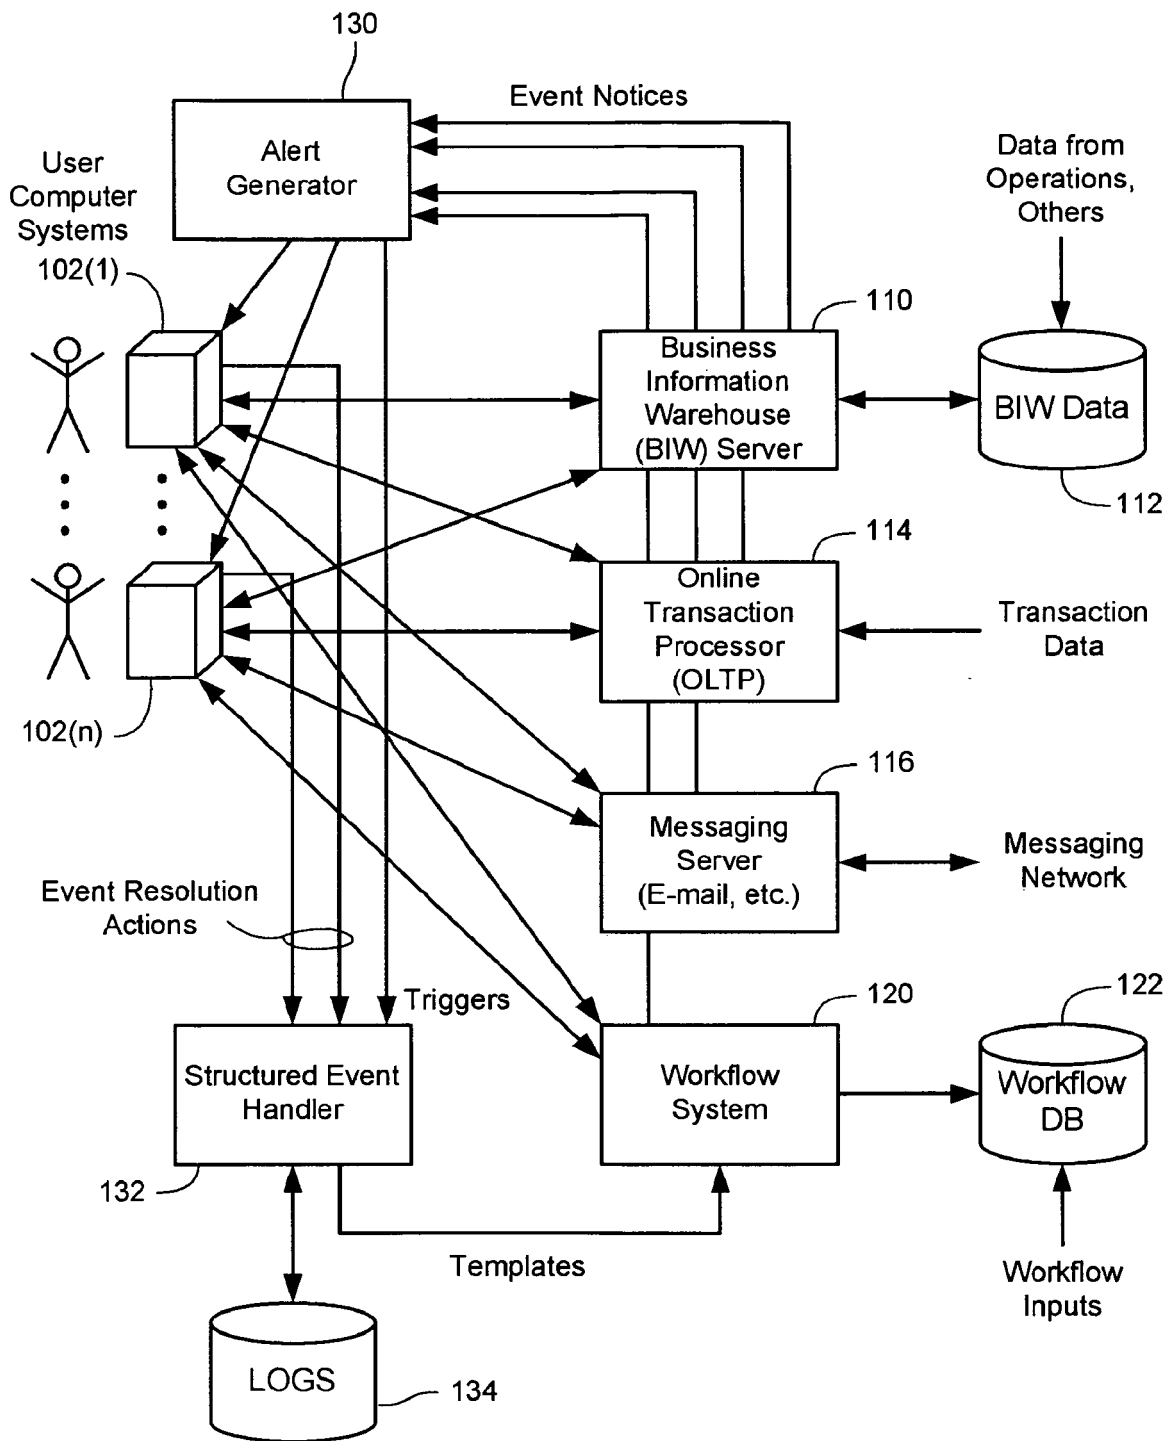 130
Event Notices
Alert
Generator
User
Computer
Systems
102(1)
Data from
Operations,
Others
110
Business
Information
Warehouse
(BIW) Server
BIW Data
112
114
Online
Transaction
Processor
(OLTP)
Transaction
Data
102(n)
116
Messaging
Server
(E-mail, etc.)
Messaging
Network
Event Resolution
Actions
Triggers
120
122
Structured Event
Handler
Workflow
System
Workflow
DB
132
Templates
Workflow
Inputs
LOGS
134